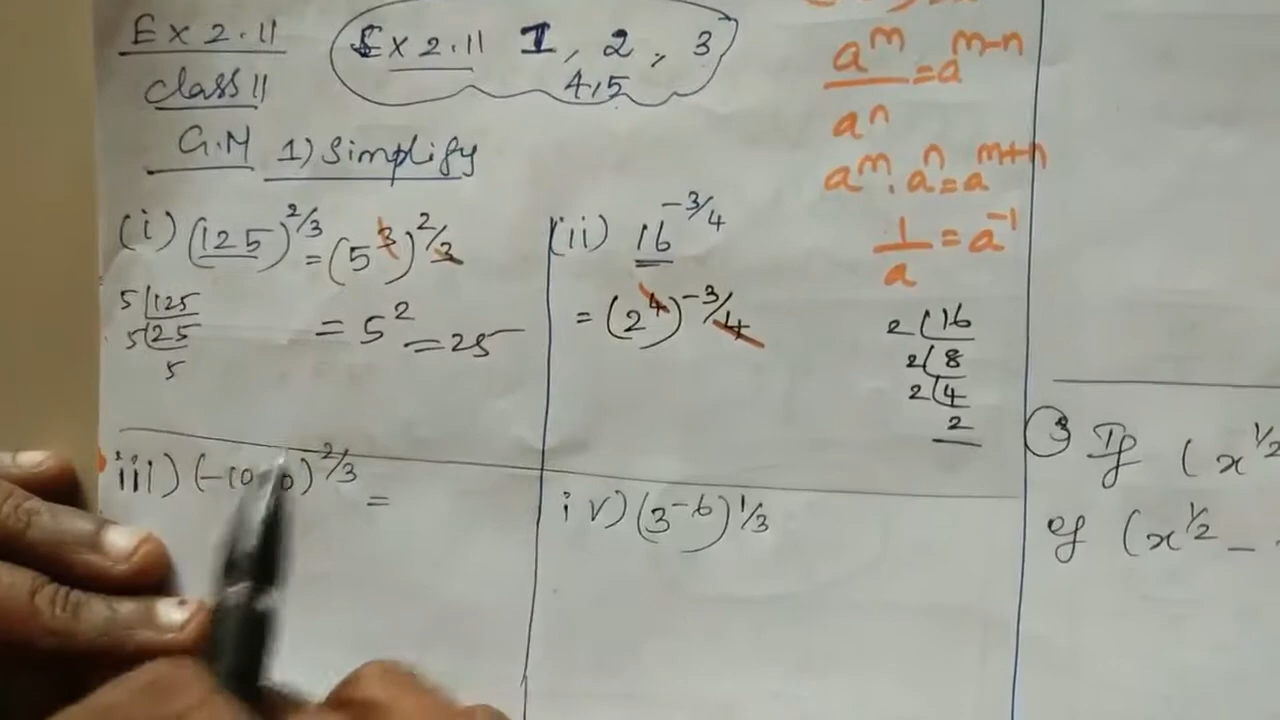 Ex 2.11
Ex 2.11 1, 2, 3
4,5
class 11
G.M 1) Simplify
(i) (125)^2/3 = (5^3)^2/3
5 125
5 25
5
= 5^2 = 25
(ii) 16^-3/4
= (2^4)^-3/4
2 16
2 8
2 4
2
a^m/a^n = a^m-n
a^m . a^n = a^m+n
1/a = a^-1
iii) )^2/3 =
iv) (3^-6)^1/3
3 If (x^1/2
of (x^1/2 -